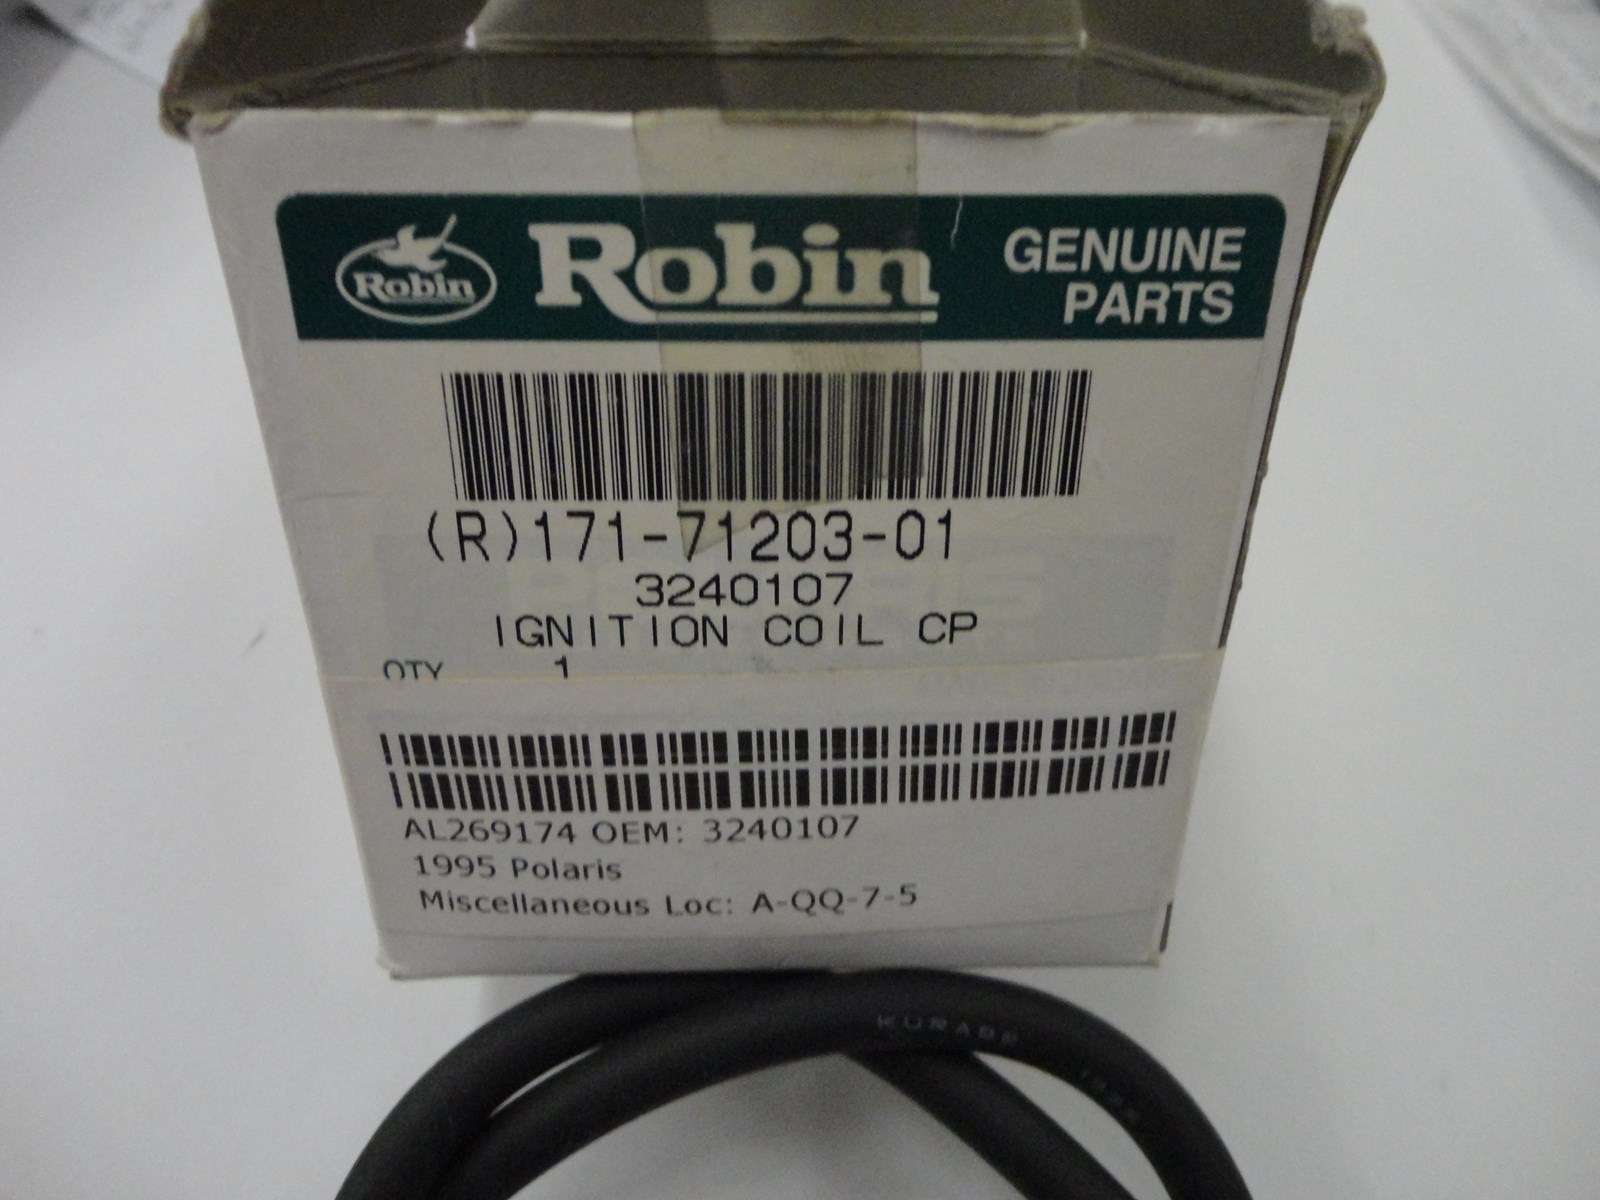 Robin Robin GENUINE
PARTS
(R)171-71203-01
3240107
IGNITION COIL CP
QTY 1
AL269174 OEM: 3240107
1995 Polaris
Miscellaneous Loc: A-QQ-7-5